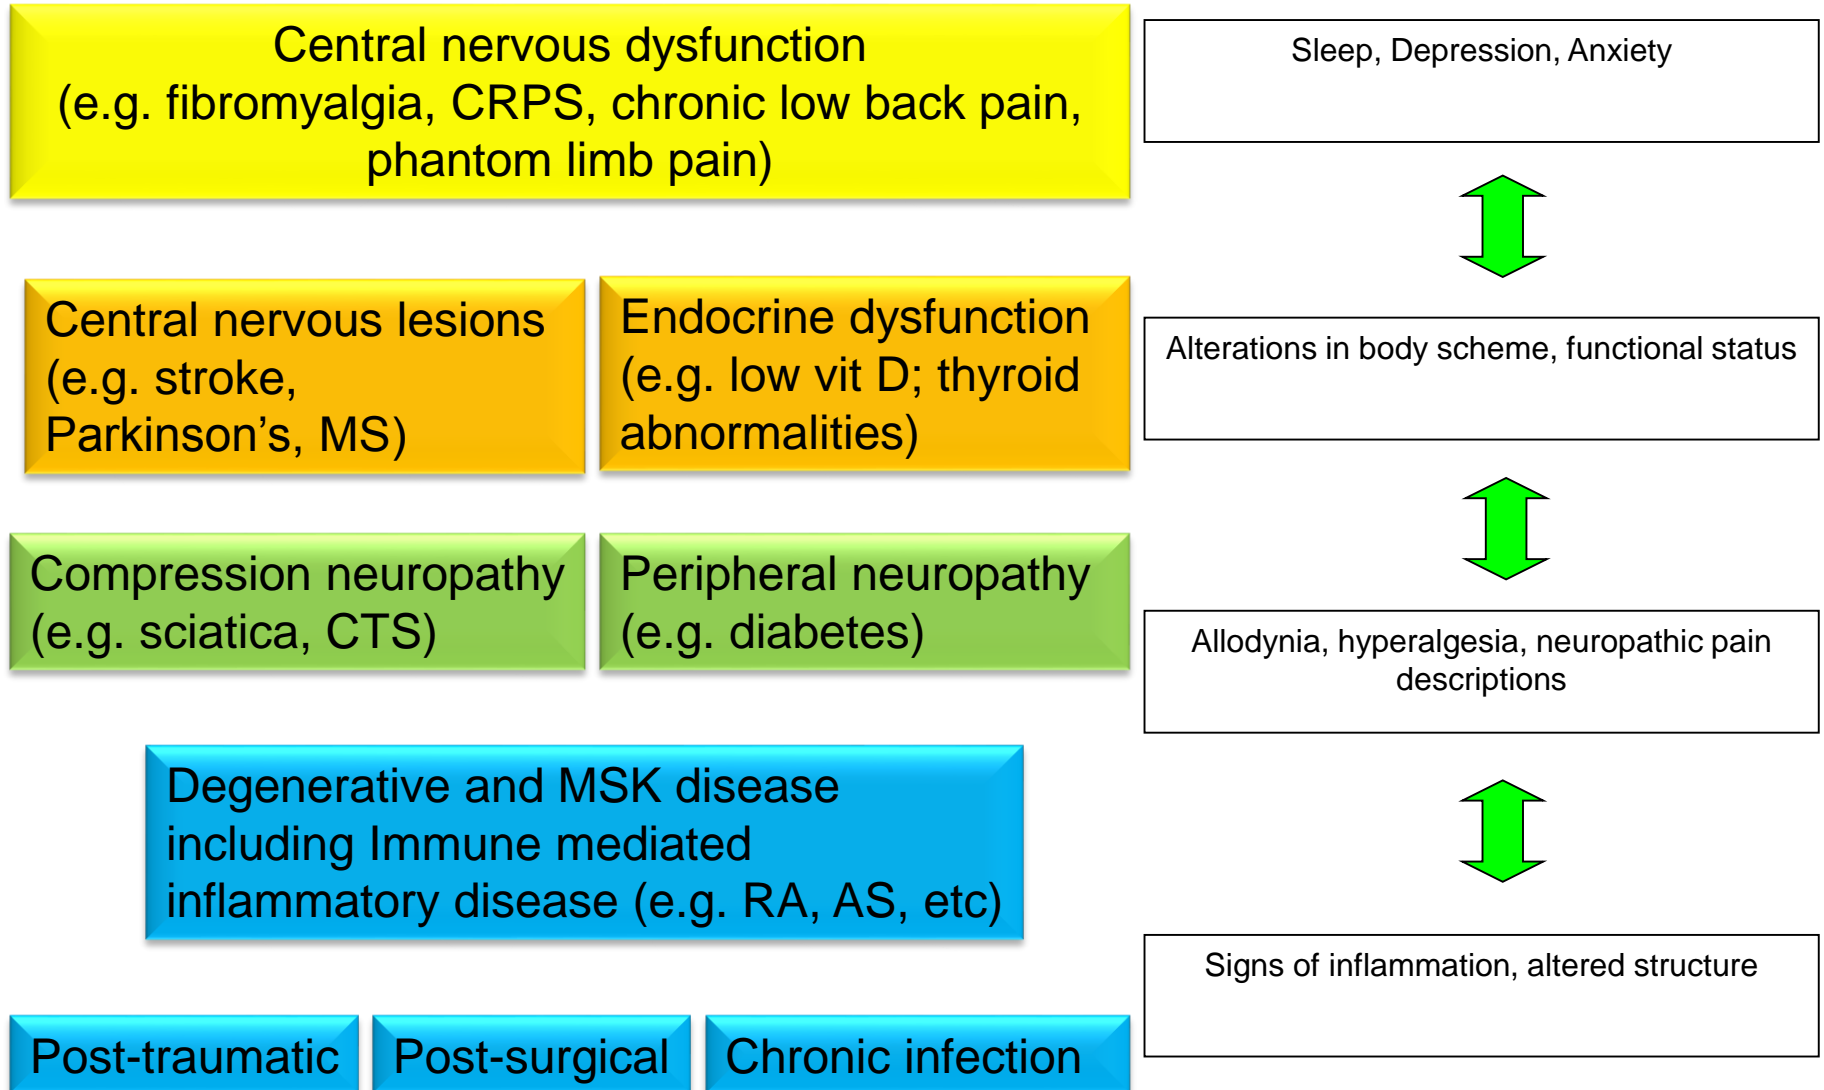 Central nervous dysfunction
(e.g. fibromyalgia, CRPS, chronic low back pain,
phantom limb pain)
Sleep, Depression, Anxiety
Central nervous lesions
(e.g. stroke,
Parkinson’s, MS)
Endocrine dysfunction
(e.g. low vit D; thyroid
abnormalities)
Alterations in body scheme, functional status
Compression neuropathy
(e.g. sciatica, CTS)
Peripheral neuropathy
(e.g. diabetes)
Allodynia, hyperalgesia, neuropathic pain
descriptions
Degenerative and MSK disease
including Immune mediated
inflammatory disease (e.g. RA, AS, etc)
Signs of inflammation, altered structure
Post-traumatic
Post-surgical
Chronic infection